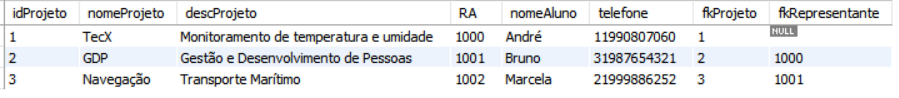 idProjeto nomeProjeto descProjeto RA nomeAluno telefone fkProjeto fkRepresentante
1 TecX Monitoramento de temperatura e umidade 1000 André 11990807060 1 NULL
2 GDP Gestão e Desenvolvimento de Pessoas 1001 Bruno 31987654321 2 1000
3 Navegação Transporte Marítimo 1002 Marcela 21999886252 3 1001